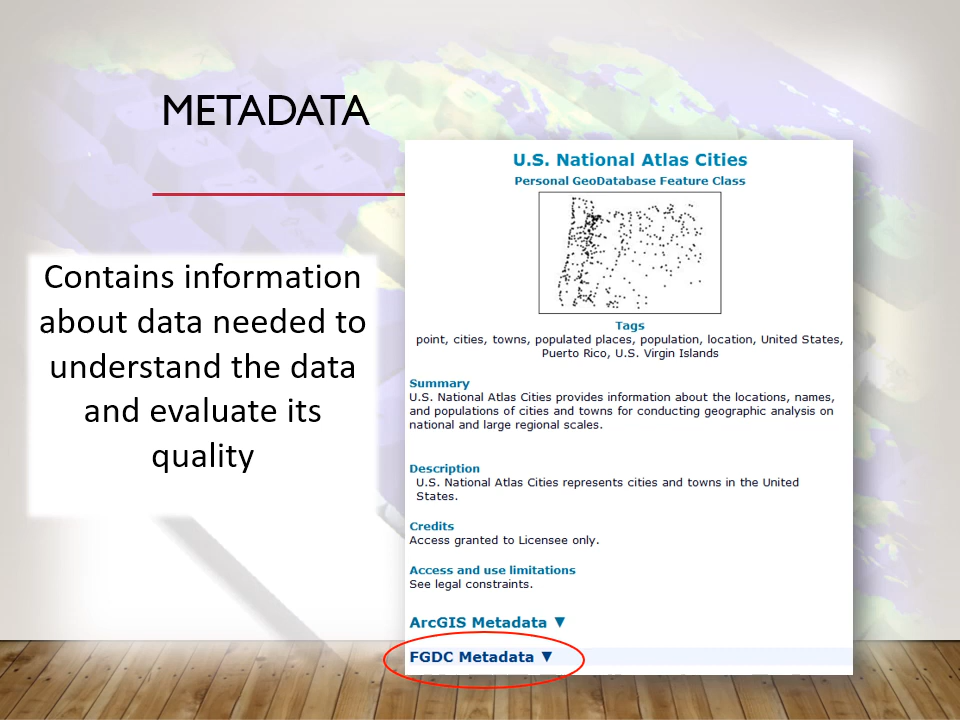 METADATA
Contains information
about data needed to
understand the data
and evaluate its
quality
U.S. National Atlas Cities
Personal GeoDatabase Feature Class
Tags
point, cities, towns, populated places, population, location, United States,
Puerto Rico, U.S. Virgin Islands
Summary
U.S. National Atlas Cities provides information about the locations, names,
and populations of cities and towns for conducting geographic analysis on
national and large regional scales.
Description
U.S. National Atlas Cities represents cities and towns in the United
States.
Credits
Access granted to Licensee only.
Access and use limitations
See legal constraints.
ArcGIS Metadata ▼
FGDC Metadata ▼